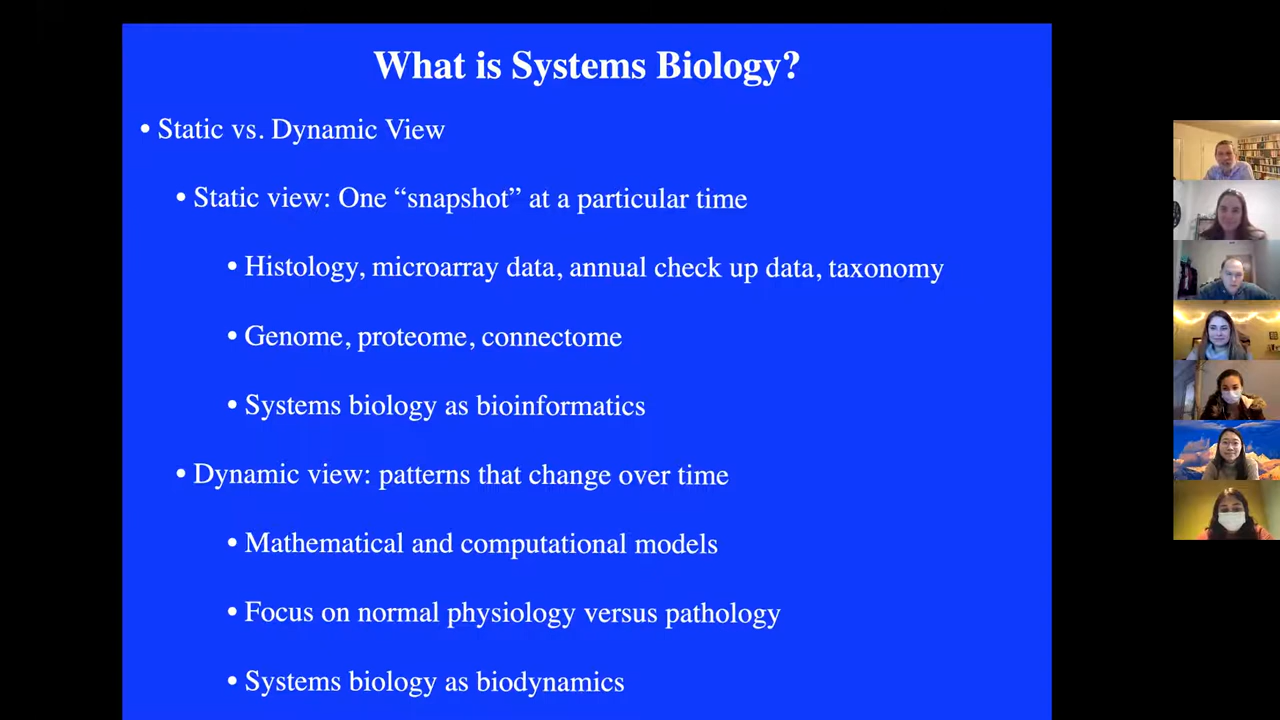 What is Systems Biology?
• Static vs. Dynamic View
• Static view: One “snapshot” at a particular time
• Histology, microarray data, annual check up data, taxonomy
• Genome, proteome, connectome
• Systems biology as bioinformatics
• Dynamic view: patterns that change over time
• Mathematical and computational models
• Focus on normal physiology versus pathology
• Systems biology as biodynamics